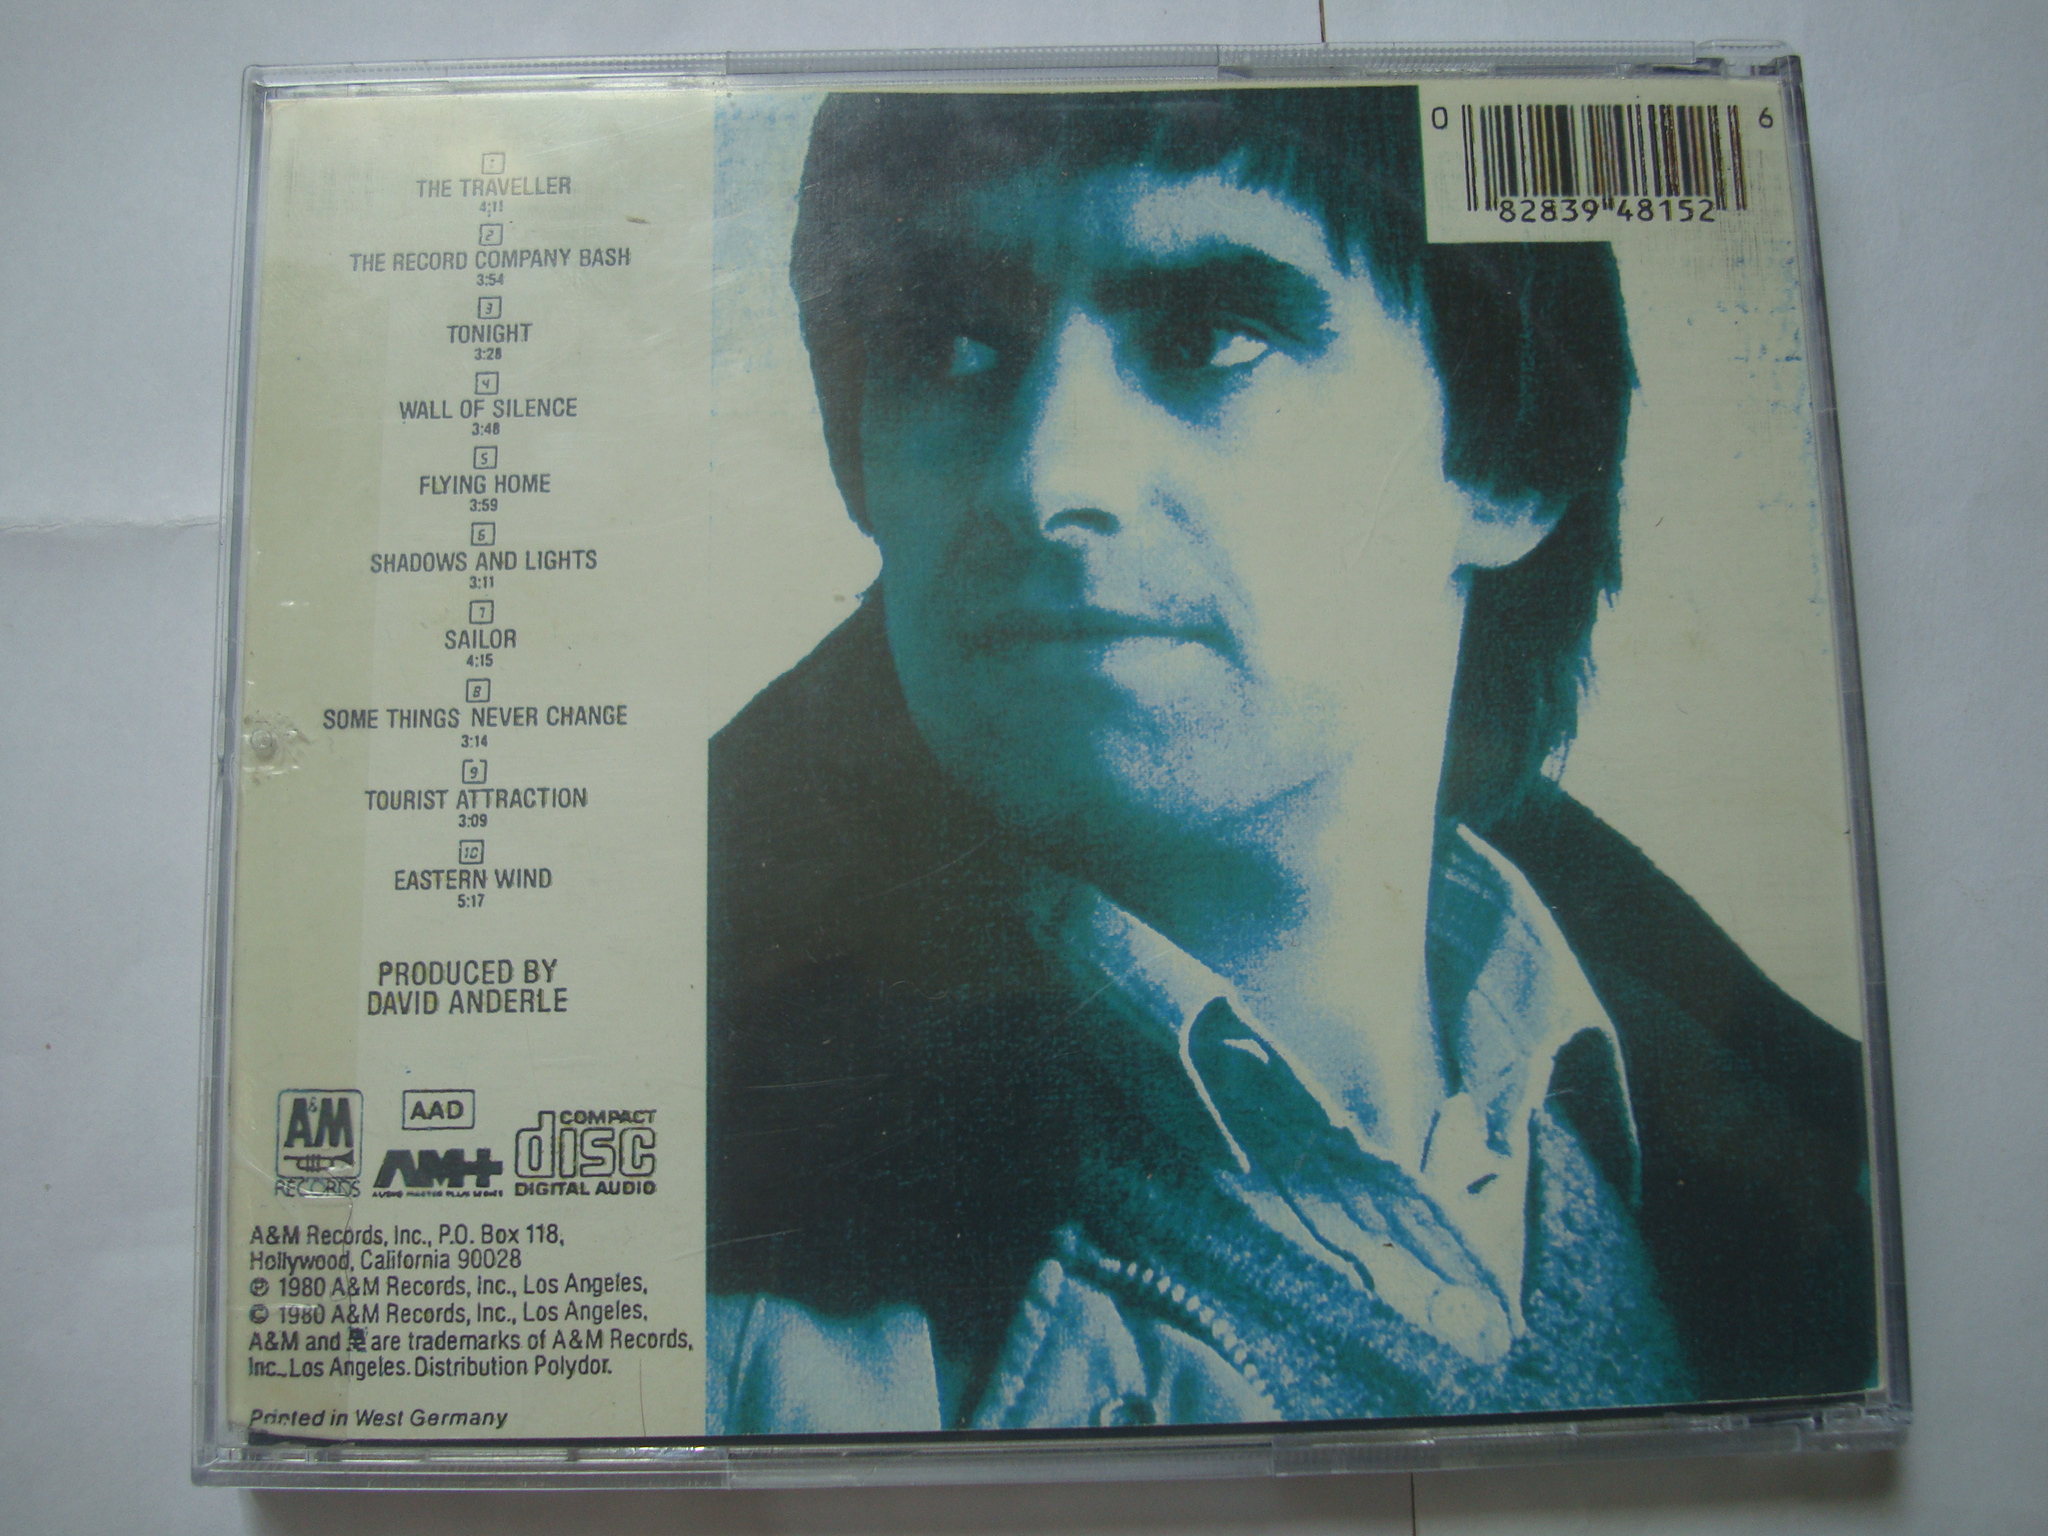 1
THE TRAVELLER
4:11
2
THE RECORD COMPANY BASH
3:54
3
TONIGHT
3:28
4
WALL OF SILENCE
3:48
5
FLYING HOME
3:59
6
SHADOWS AND LIGHTS
3:11
7
SAILOR
4:15
8
SOME THINGS NEVER CHANGE
3:14
9
TOURIST ATTRACTION
3:09
10
EASTERN WIND
5:17
PRODUCED BY
DAVID ANDERLE
A&M
RECORDS
AAD
AM+
AUDIO MASTER PLUS SERIES
COMPACT
disc
DIGITAL AUDIO
A&M Records, Inc., P.O. Box 118,
Hollywood, California 90028
℗ 1980 A&M Records, Inc., Los Angeles,
© 1980 A&M Records, Inc., Los Angeles,
A&M and are trademarks of A&M Records,
Inc., Los Angeles. Distribution Polydor.
Printed in West Germany
0 82839 48152 6